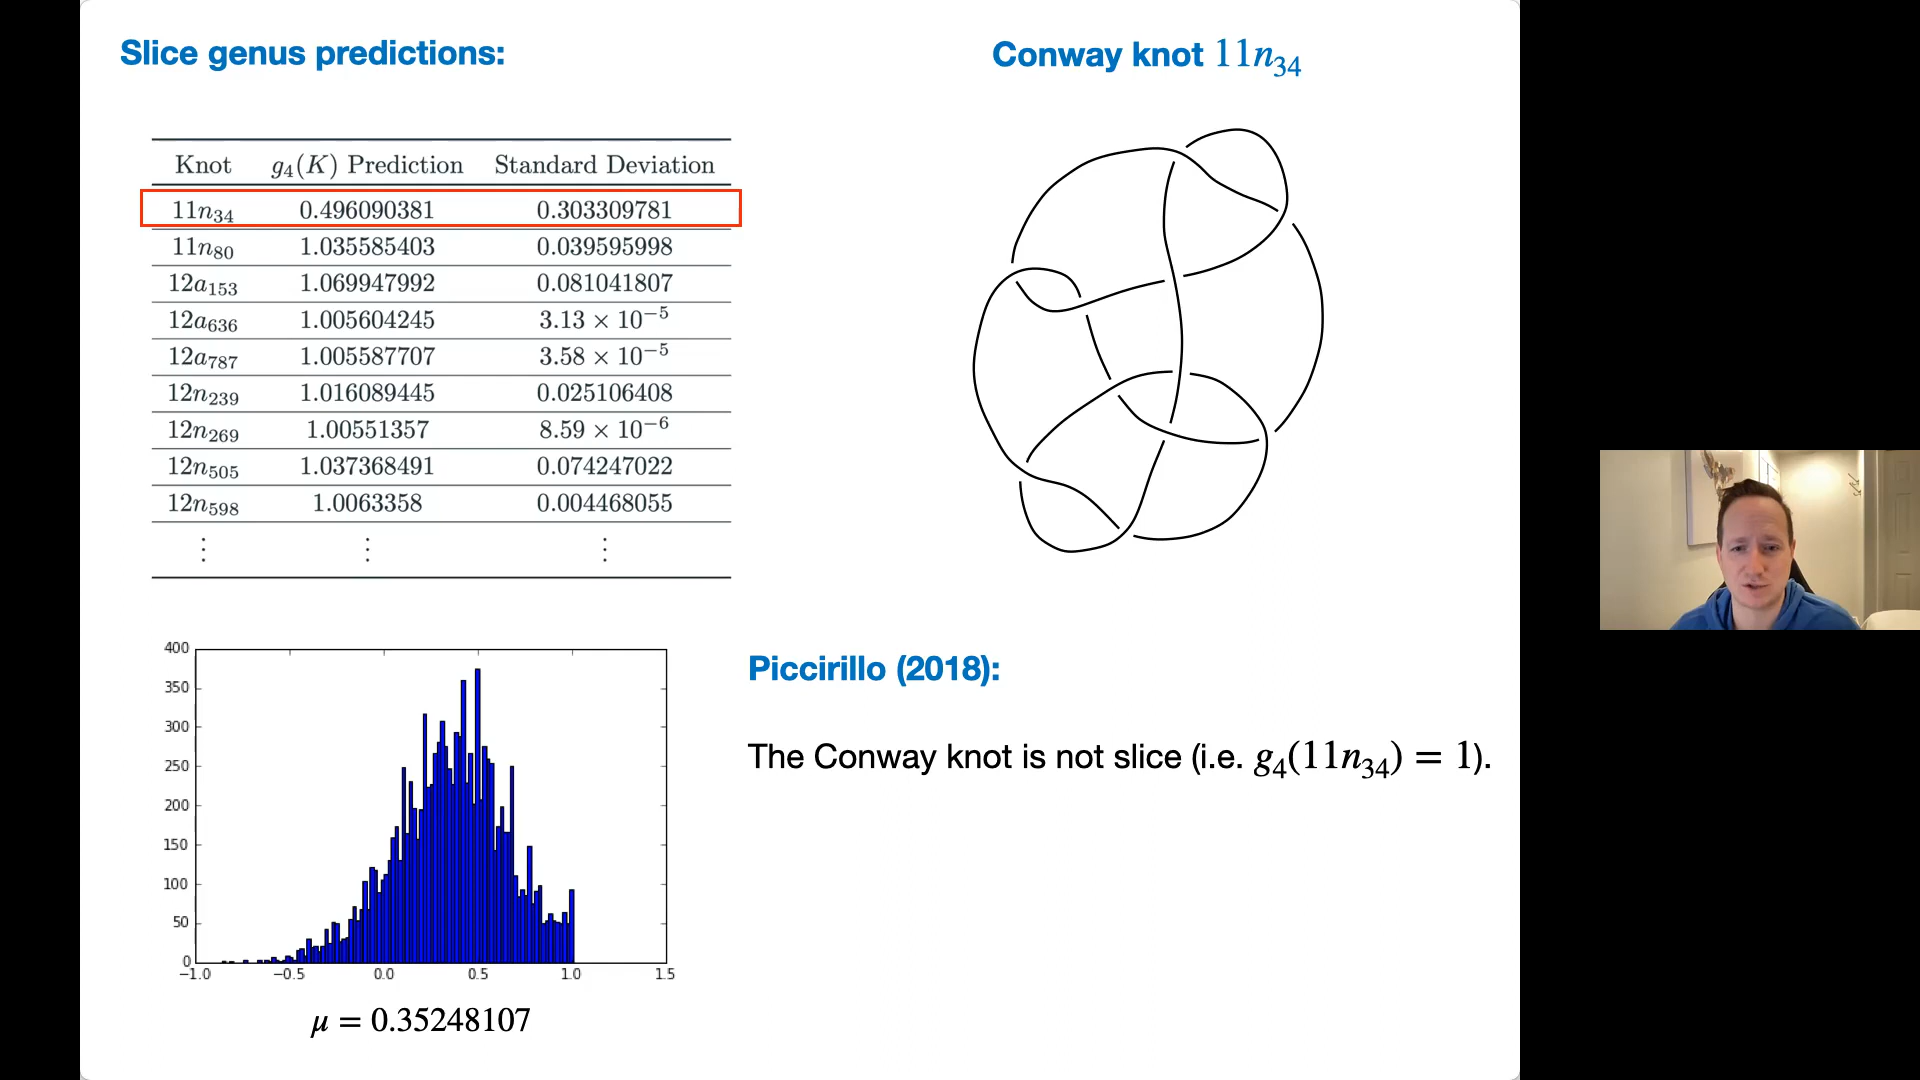 Slice genus predictions:
Conway knot 11n₃₄
Knot g₄(K) Prediction Standard Deviation
11n₃₄ 0.496090381 0.303309781
11n₈₀ 1.035585403 0.039595998
12a₁₅₃ 1.069947992 0.081041807
12a₆₃₆ 1.005604245 3.13 × 10⁻⁵
12a₇₈₇ 1.005587707 3.58 × 10⁻⁵
12n₂₃₉ 1.016089445 0.025106408
12n₂₆₉ 1.00551357 8.59 × 10⁻⁶
12n₅₀₅ 1.037368491 0.074247022
12n₅₉₈ 1.0063358 0.004468055
⋮ ⋮ ⋮
400
350
300
250
200
150
100
50
0
−1.0 −0.5 0.0 0.5 1.0 1.5
μ = 0.35248107
Piccirillo (2018):
The Conway knot is not slice (i.e. g₄(11n₃₄) = 1).